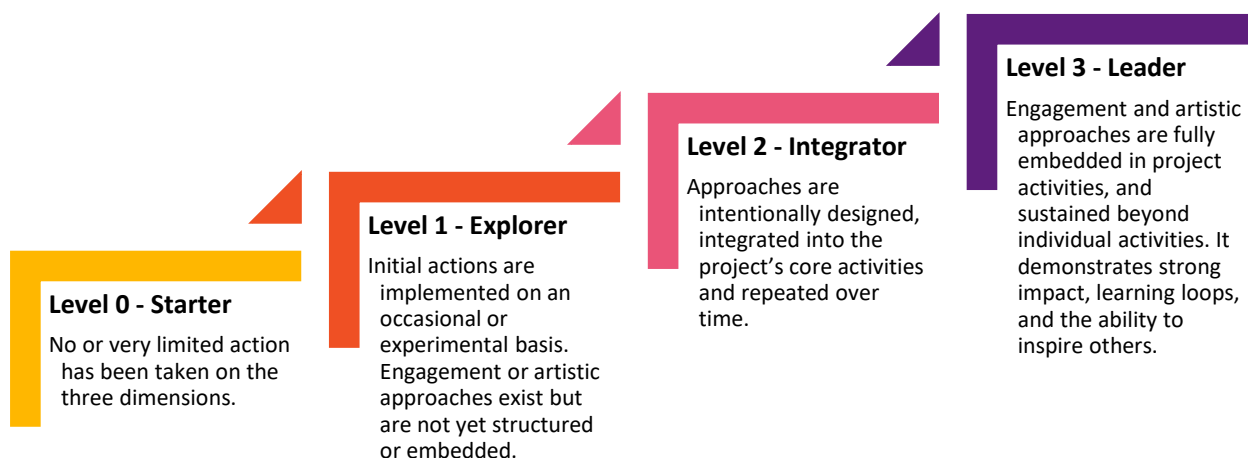 Level 0 - Starter
No or very limited action
has been taken on the
three dimensions.
Level 1 - Explorer
Initial actions are
implemented on an
occasional or
experimental basis.
Engagement or artistic
approaches exist but
are not yet structured
or embedded.
Level 2 - Integrator
Approaches are
intentionally designed,
integrated into the
project’s core activities
and repeated over
time.
Level 3 - Leader
Engagement and artistic
approaches are fully
embedded in project
activities, and
sustained beyond
individual activities. It
demonstrates strong
impact, learning loops,
and the ability to
inspire others.